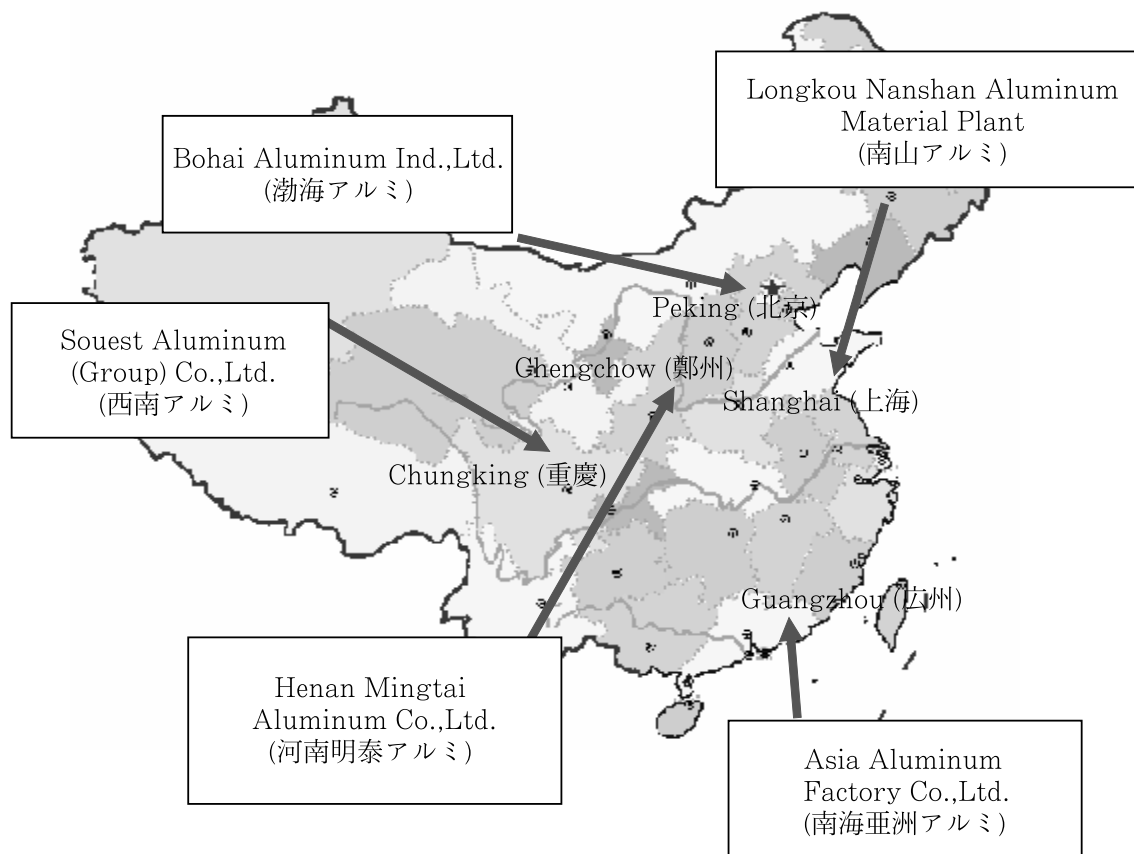 Longkou Nanshan Aluminum
Material Plant
(南山アルミ)
Bohai Aluminum Ind.,Ltd.
(渤海アルミ)
Peking (北京)
Souest Aluminum
(Group) Co.,Ltd.
(西南アルミ)
Ghengchow (鄭州)
Shanghai (上海)
Chungking (重慶)
Guangzhou (広州)
Henan Mingtai
Aluminum Co.,Ltd.
(河南明泰アルミ)
Asia Aluminum
Factory Co.,Ltd.
(南海亜洲アルミ)